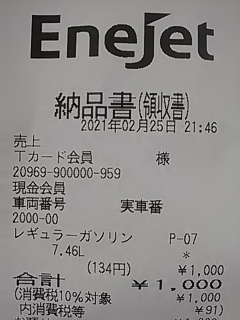 EneJet
納品書(領収書)
2021年02月25日 21:46
売上
Tカード会員 様
20969-900000-959
現金会員
車両番号 実車番
2000-00
レギュラーガソリン P-07
7.46L *
(134円) ¥1,000
合計 ¥1,000
(消費税10%対象 ¥1,000
内消費税等 ¥91)